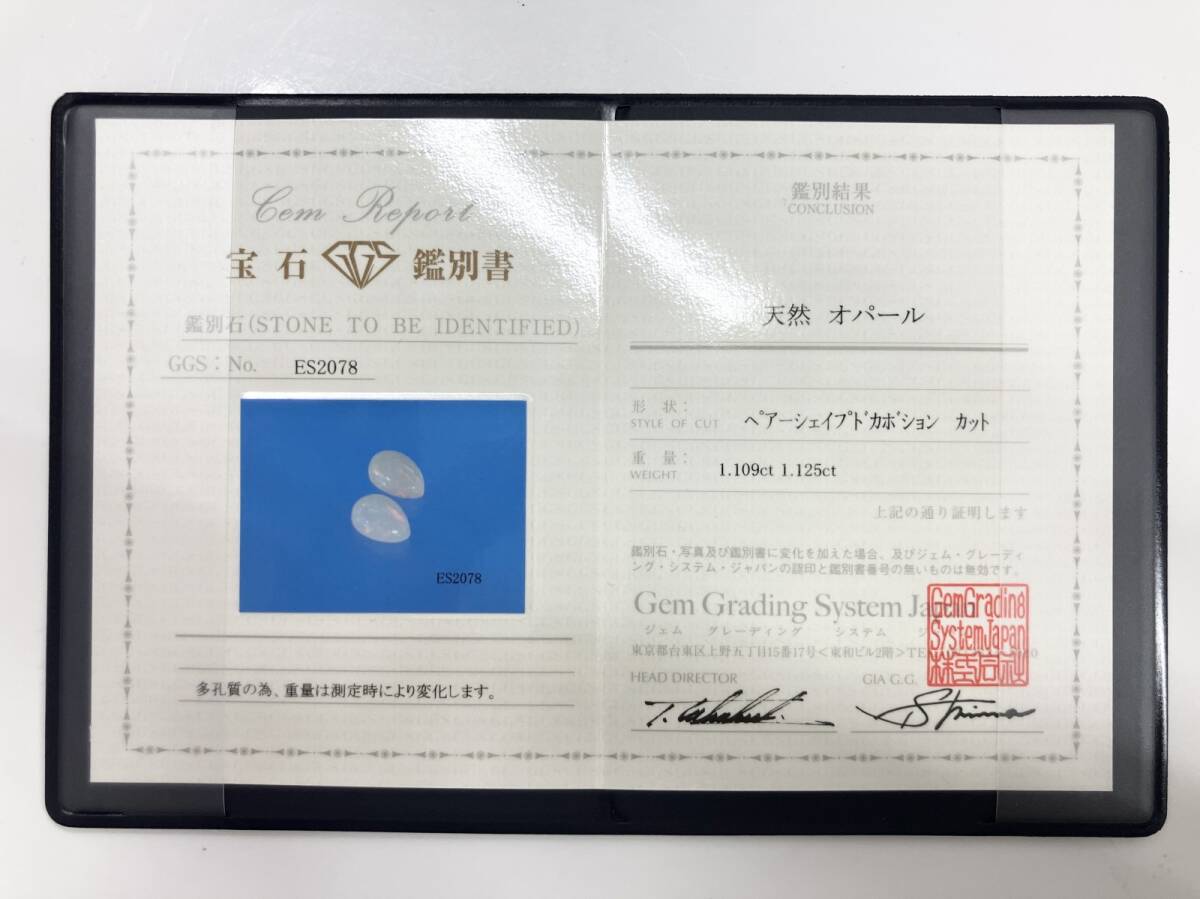 Gem Report
宝石 GGS 鑑別書
鑑別石(STONE TO BE IDENTIFIED)
GGS : No. ES2078
ES2078
多孔質の為、重量は測定時により変化します。
鑑別結果
CONCLUSION
天然 オパール
形 状:
STYLE OF CUT
ペアーシェイプドカボション カット
重 量:
WEIGHT
1.109ct 1.125ct
上記の通り証明します
鑑別石・写真及び鑑別書に変化を加えた場合、及びジェム・グレーディ
ング・システム・ジャパンの認印と鑑別書番号の無いものは無効です。
Gem Grading System Japan
ジェム グレーディング システム
東京都台東区上野五丁目15番17号<東和ビル2階>
GemGrading
SystemJapan
株式会社
HEAD DIRECTOR
GIA G.G.